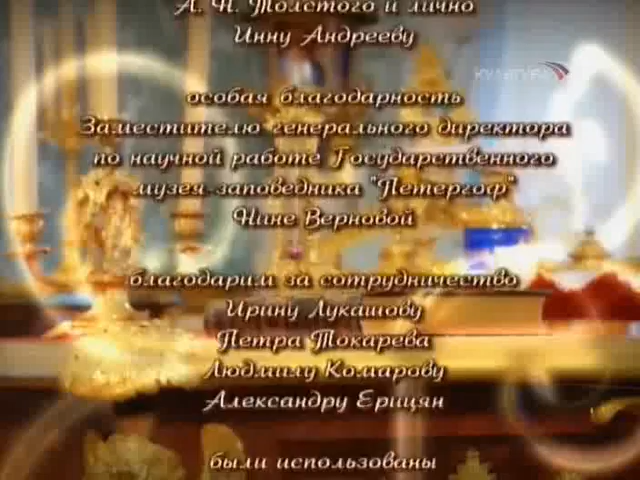 А. Н. Толстого и лично
Инну Андрееву
КУЛЬТУРА
особая благодарность
Заместителю генерального директора
по научной работе Государственного
музея-заповедника "Петергоф"
Нине Верновой
благодарим за сотрудничество
Ирину Лукашову
Петра Токарева
Людмилу Комарову
Александру Ерицян
были использованы